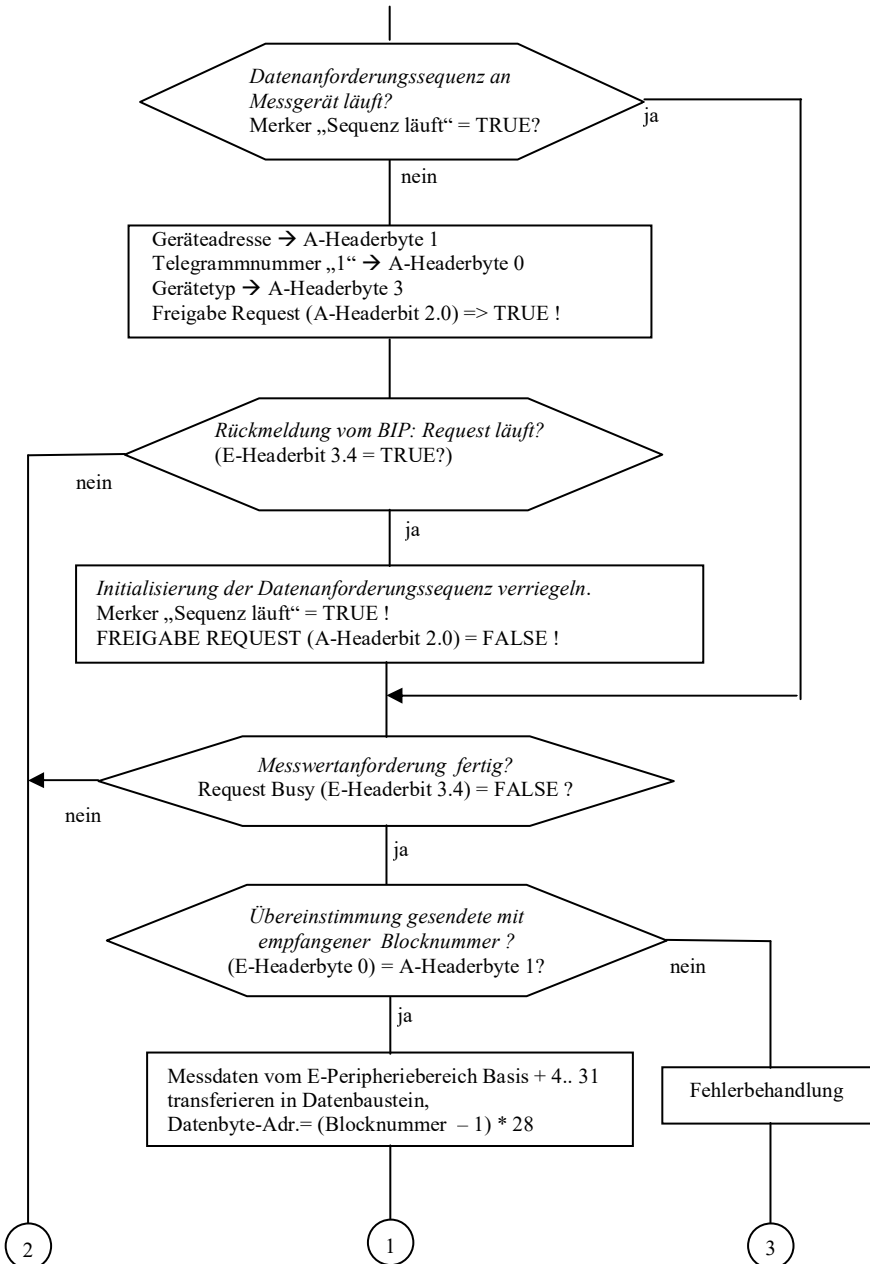 Datenanforderungssequenz an
Messgerät läuft?
Merker „Sequenz läuft“ = TRUE?
ja
nein
Geräteadresse → A-Headerbyte 1
Telegrammnummer „1“ → A-Headerbyte 0
Gerätetyp → A-Headerbyte 3
Freigabe Request (A-Headerbit 2.0) => TRUE !
Rückmeldung vom BIP: Request läuft?
(E-Headerbit 3.4 = TRUE?)
nein
ja
Initialisierung der Datenanforderungssequenz verriegeln.
Merker „Sequenz läuft“ = TRUE !
FREIGABE REQUEST (A-Headerbit 2.0) = FALSE !
Messwertanforderung fertig?
Request Busy (E-Headerbit 3.4) = FALSE ?
nein
ja
Übereinstimmung gesendete mit
empfangener Blocknummer ?
(E-Headerbyte 0) = A-Headerbyte 1?
nein
ja
Messdaten vom E-Peripheriebereich Basis + 4.. 31
transferieren in Datenbaustein,
Datenbyte-Adr.= (Blocknummer – 1) * 28
Fehlerbehandlung
2
1
3